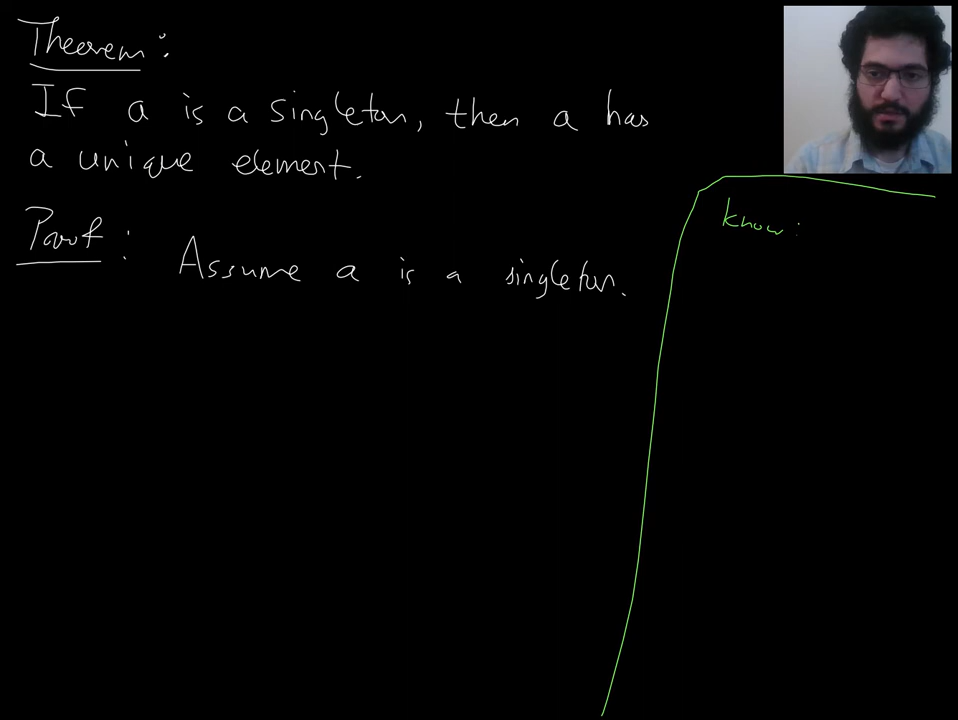 Theorem:
If a is a singleton, then a has
a unique element.
Proof: Assume a is a singleton.
know: